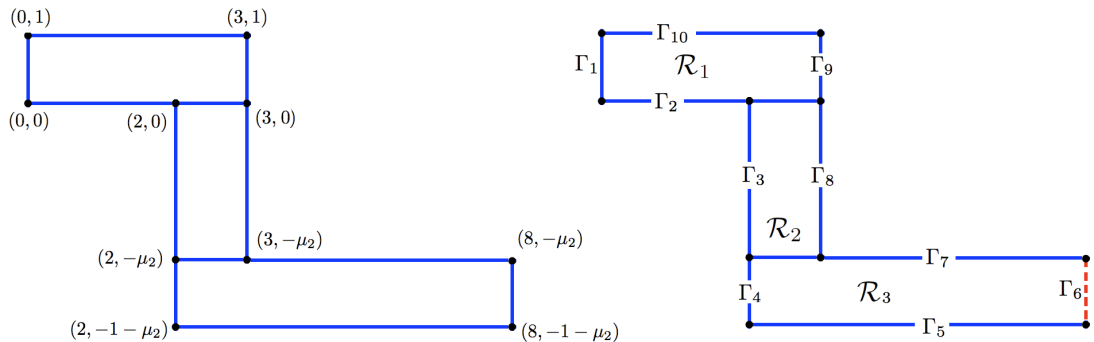 (0, 1)
(3, 1)
(0, 0)
(2, 0)
(3, 0)
(2, −μ₂)
(3, −μ₂)
(8, −μ₂)
(2, −1 − μ₂)
(8, −1 − μ₂)
Γ₁₀
Γ₁
ℛ₁
Γ₉
Γ₂
Γ₃
Γ₈
ℛ₂
Γ₇
Γ₄
ℛ₃
Γ₆
Γ₅